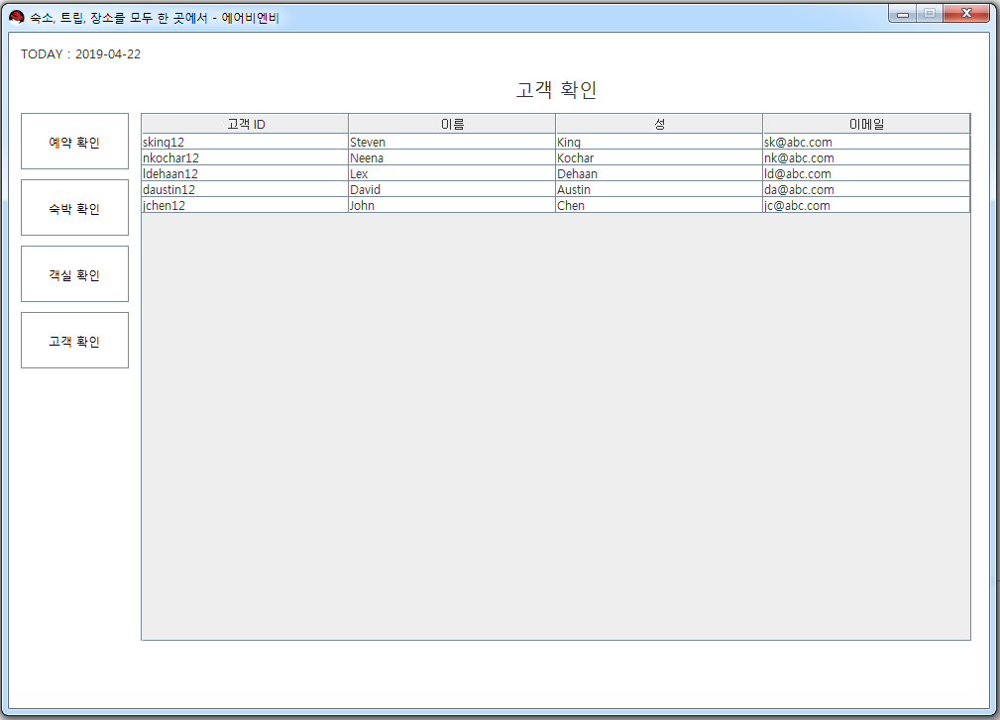 숙소, 트립, 장소를 모두 한 곳에서 - 에어비엔비
TODAY : 2019-04-22
고객 확인
예약 확인
숙박 확인
객실 확인
고객 확인
고객 ID 이름 성 이메일
sking12 Steven King sk@abc.com
nkochar12 Neena Kochar nk@abc.com
ldehaan12 Lex Dehaan ld@abc.com
daustin12 David Austin da@abc.com
jchen12 John Chen jc@abc.com